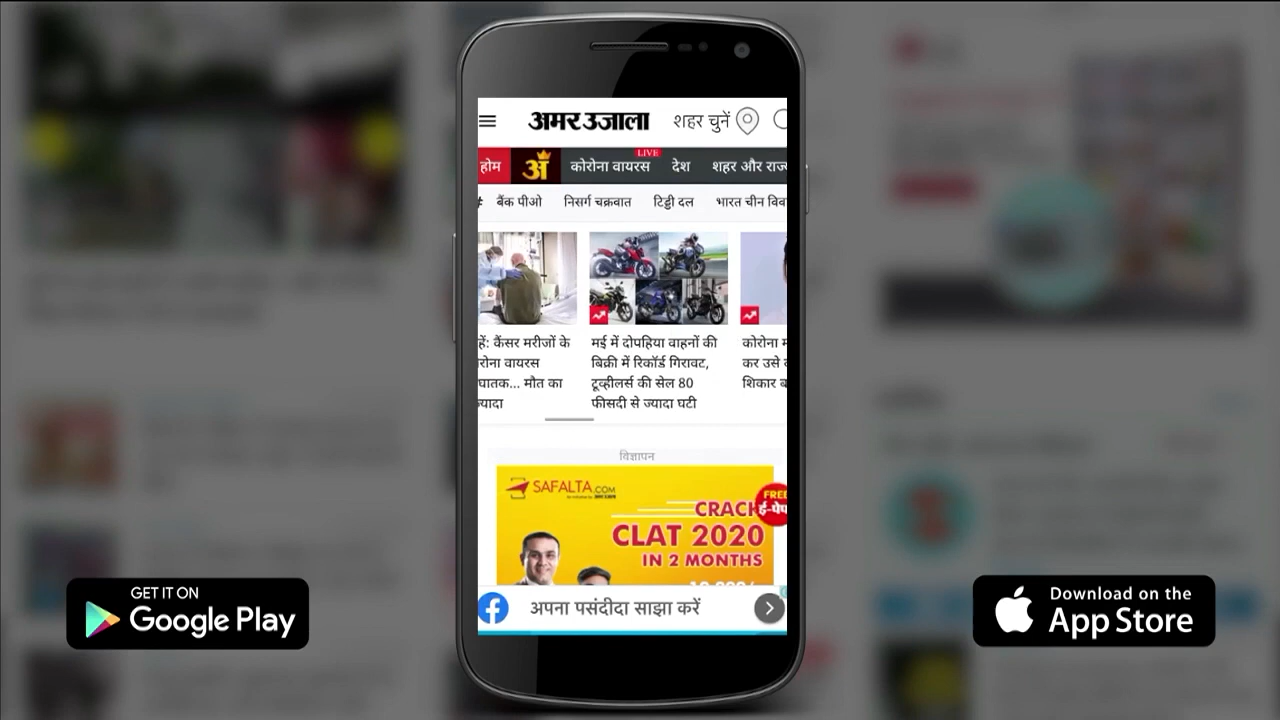 अमर उजाला
शहर चुनें
होम
अं
कोरोना वायरस
LIVE
देश
शहर और राज्
# बैंक पीओ
निसर्ग चक्रवात
टिड्डी दल
भारत चीन विवा
हें: कैंसर मरीजों के
रोना वायरस
घातक... मौत का
ज्यादा
मई में दोपहिया वाहनों की
बिक्री में रिकॉर्ड गिरावट,
टूव्हीलर्स की सेल 80
फीसदी से ज्यादा घटी
कोरोना म
कर उसे
शिकार ब
विज्ञापन
SAFALTA.COM
CRACK
CLAT 2020
IN 2 MONTHS
FREE
ई-पेप
अपना पसंदीदा साझा करें
GET IT ON
Google Play
Download on the
App Store